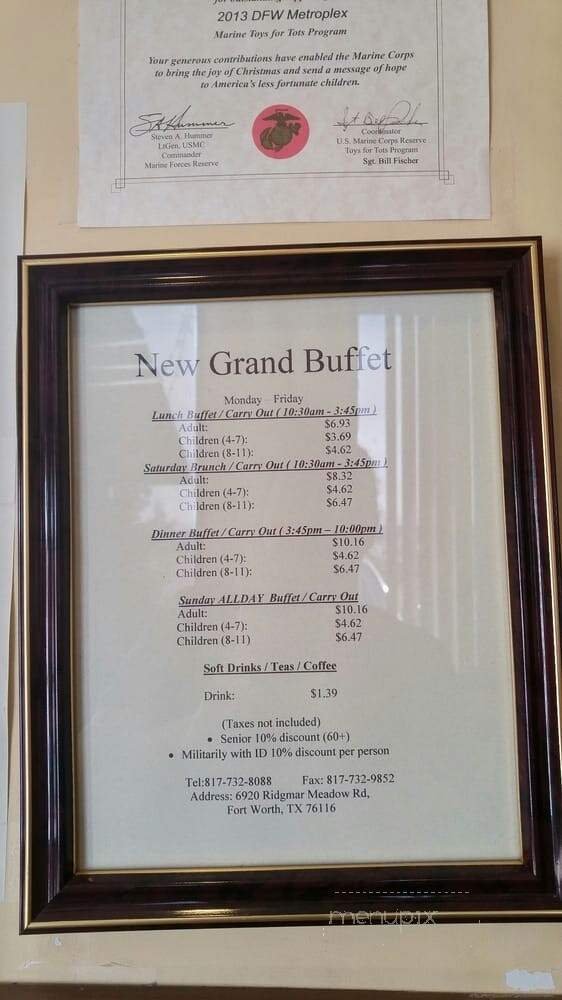 2013 DFW Metroplex
Marine Toys for Tots Program
Your generous contributions have enabled the Marine Corps
to bring the joy of Christmas and send a message of hope
to America's less fortunate children.
Steven A. Hummer
LtGen, USMC
Commander
Marine Forces Reserve
Coordinator
U.S. Marine Corps Reserve
Toys for Tots Program
Sgt. Bill Fischer
New Grand Buffet
Monday - Friday
Lunch Buffet / Carry Out ( 10:30am - 3:45pm )
Adult: $6.93
Children (4-7): $3.69
Children (8-11): $4.62
Saturday Brunch / Carry Out ( 10:30am - 3:45pm )
Adult: $8.32
Children (4-7): $4.62
Children (8-11): $6.47
Dinner Buffet / Carry Out ( 3:45pm – 10:00pm )
Adult: $10.16
Children (4-7): $4.62
Children (8-11): $6.47
Sunday ALLDAY Buffet / Carry Out
Adult: $10.16
Children (4-7): $4.62
Children (8-11) $6.47
Soft Drinks / Teas / Coffee
Drink: $1.39
(Taxes not included)
• Senior 10% discount (60+)
• Militarily with ID 10% discount per person
Tel:817-732-8088 Fax: 817-732-9852
Address: 6920 Ridgmar Meadow Rd,
Fort Worth, TX 76116
menupix